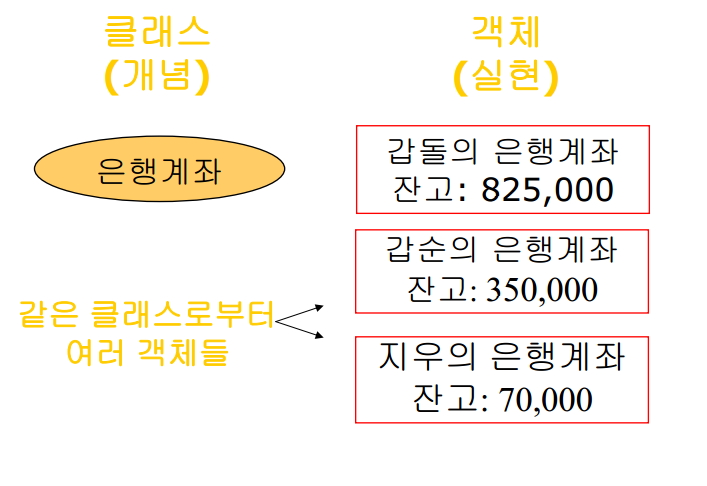 클래스
(개념)
객체
(실현)
은행계좌
갑돌의 은행계좌
잔고: 825,000
갑순의 은행계좌
잔고: 350,000
같은 클래스로부터
여러 객체들
지우의 은행계좌
잔고: 70,000